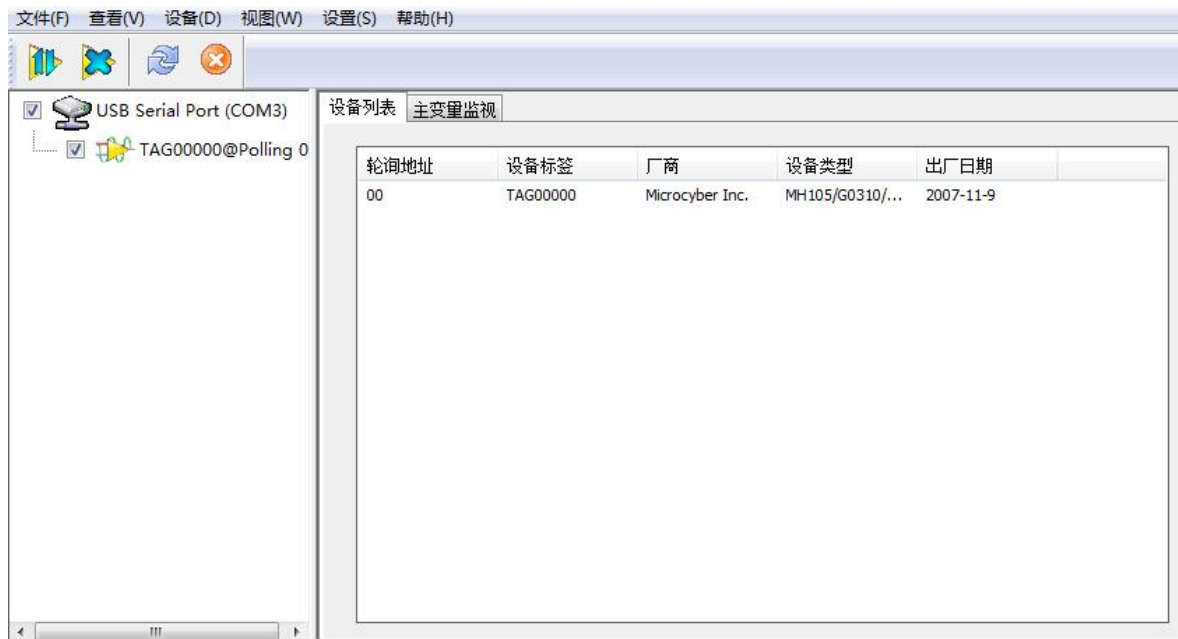 文件(F) 查看(V) 设备(D) 视图(W) 设置(S) 帮助(H)
USB Serial Port (COM3)
TAG00000@Polling 0
设备列表 主变量监视
轮询地址 设备标签 厂商 设备类型 出厂日期
00 TAG00000 Microcyber Inc. MH105/G0310/... 2007-11-9